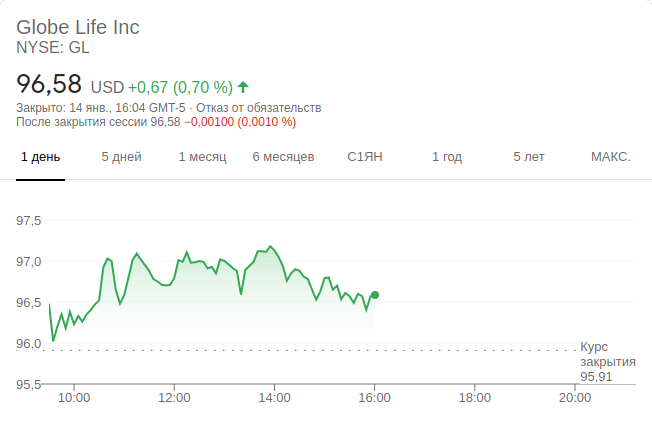 Globe Life Inc
NYSE: GL
96,58 USD +0,67 (0,70 %)
Закрыто: 14 янв., 16:04 GMT-5 · Отказ от обязательств
После закрытия сессии 96,58 −0,00100 (0,0010 %)
1 день 5 дней 1 месяц 6 месяцев С1ЯН 1 год 5 лет МАКС.
97,5
97,0
96,5
96,0
95,5
Курс
закрытия
95,91
10:00 12:00 14:00 16:00 18:00 20:00